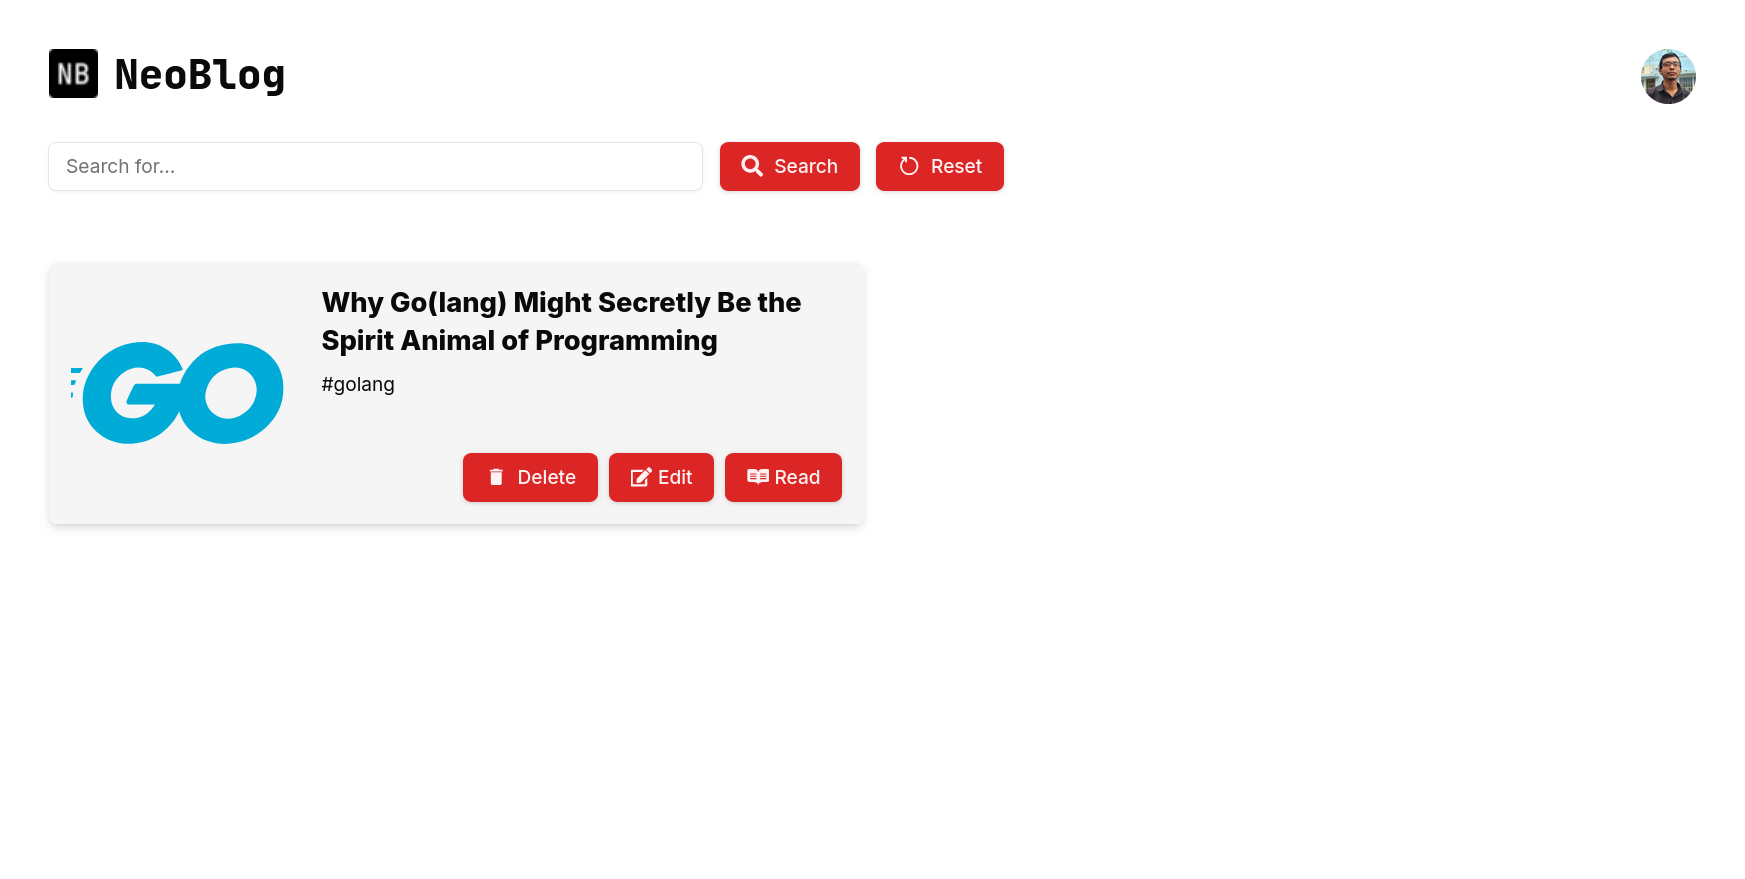 NB NeoBlog
Search for...
Search
Reset
Why Go(lang) Might Secretly Be the
Spirit Animal of Programming
#golang
GO
Delete
Edit
Read